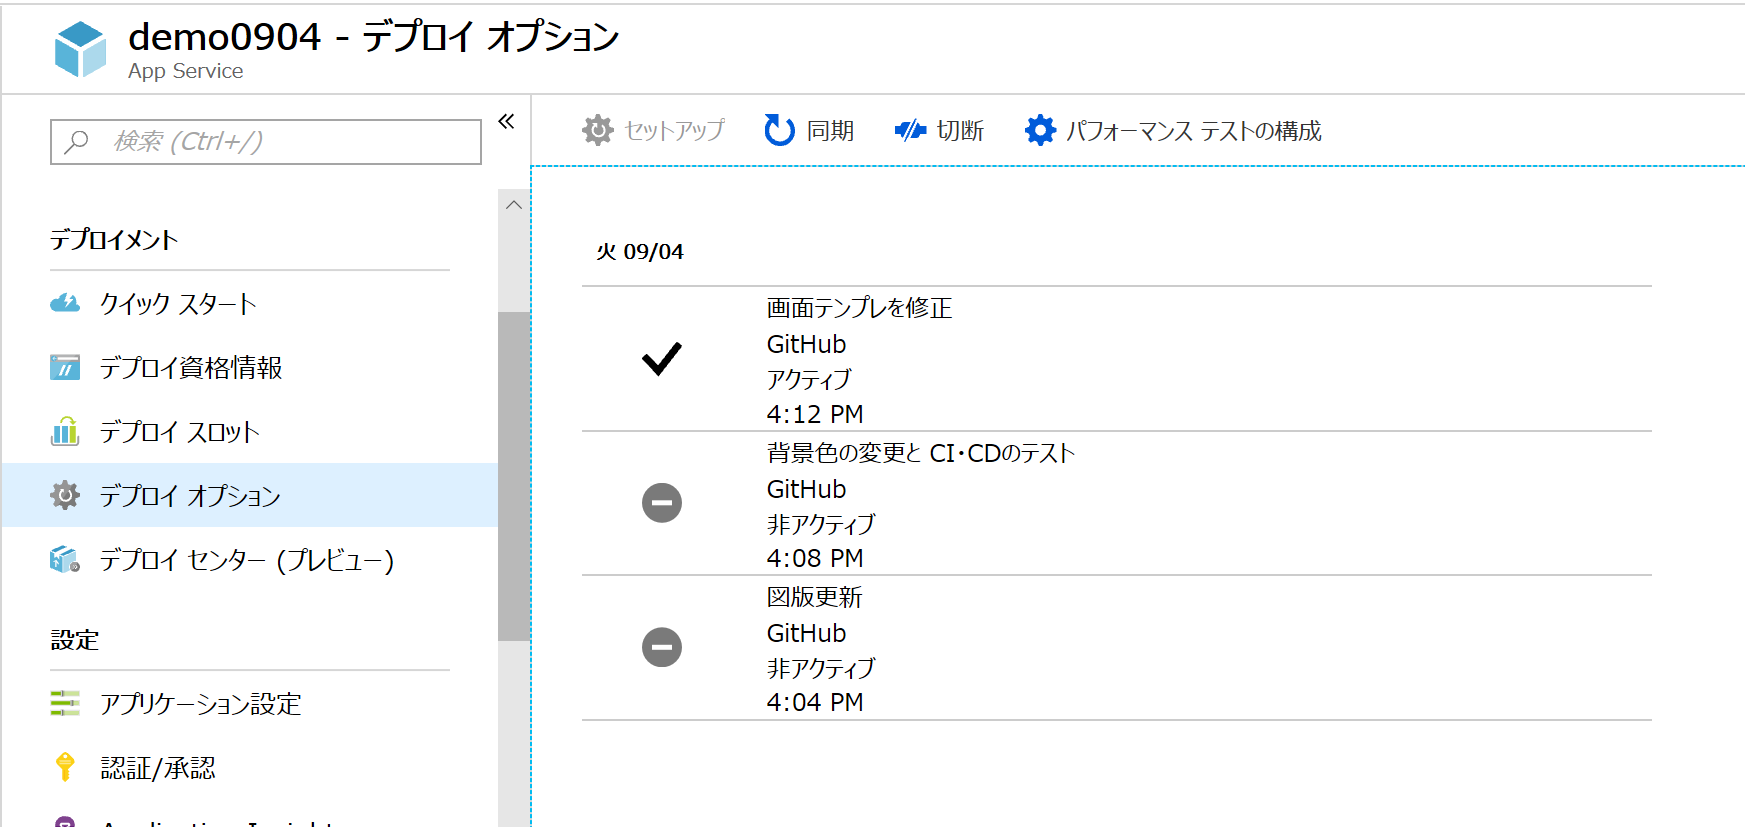 demo0904 - デプロイ オプション
App Service
検索 (Ctrl+/)
«
デプロイメント
クイック スタート
デプロイ資格情報
デプロイ スロット
デプロイ オプション
デプロイ センター (プレビュー)
設定
アプリケーション設定
認証/承認
Application Insights
セットアップ
同期
切断
パフォーマンス テストの構成
火 09/04
画面テンプレを修正
GitHub
アクティブ
4:12 PM
背景色の変更と CI・CDのテスト
GitHub
非アクティブ
4:08 PM
図版更新
GitHub
非アクティブ
4:04 PM